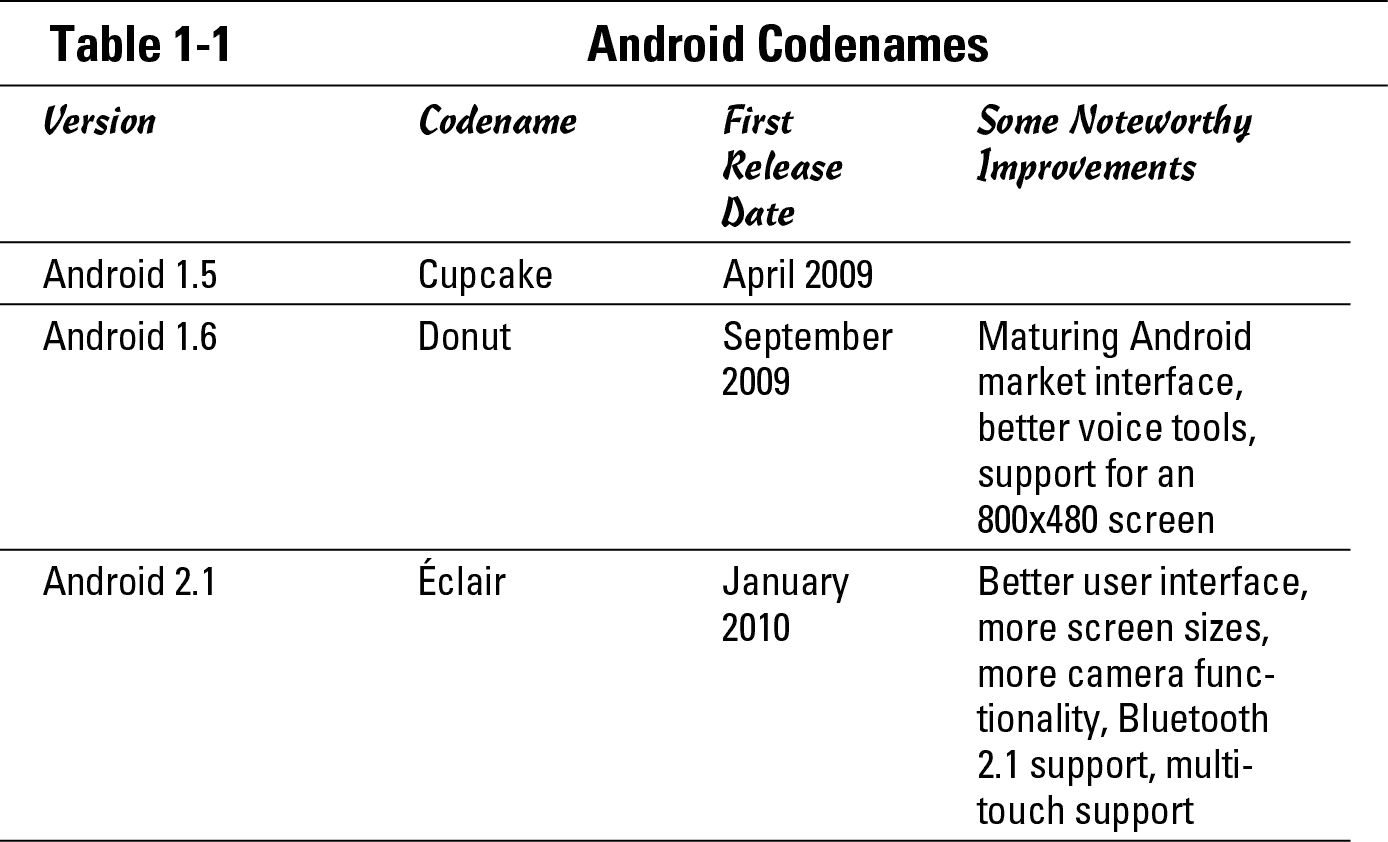 Table 1-1 Android Codenames
Version Codename First Release Date Some Noteworthy Improvements
Android 1.5 Cupcake April 2009
Android 1.6 Donut September 2009 Maturing Android
market interface,
better voice tools,
support for an
800x480 screen
Android 2.1 Éclair January 2010 Better user interface,
more screen sizes,
more camera func-
tionality, Bluetooth
2.1 support, multi-
touch support